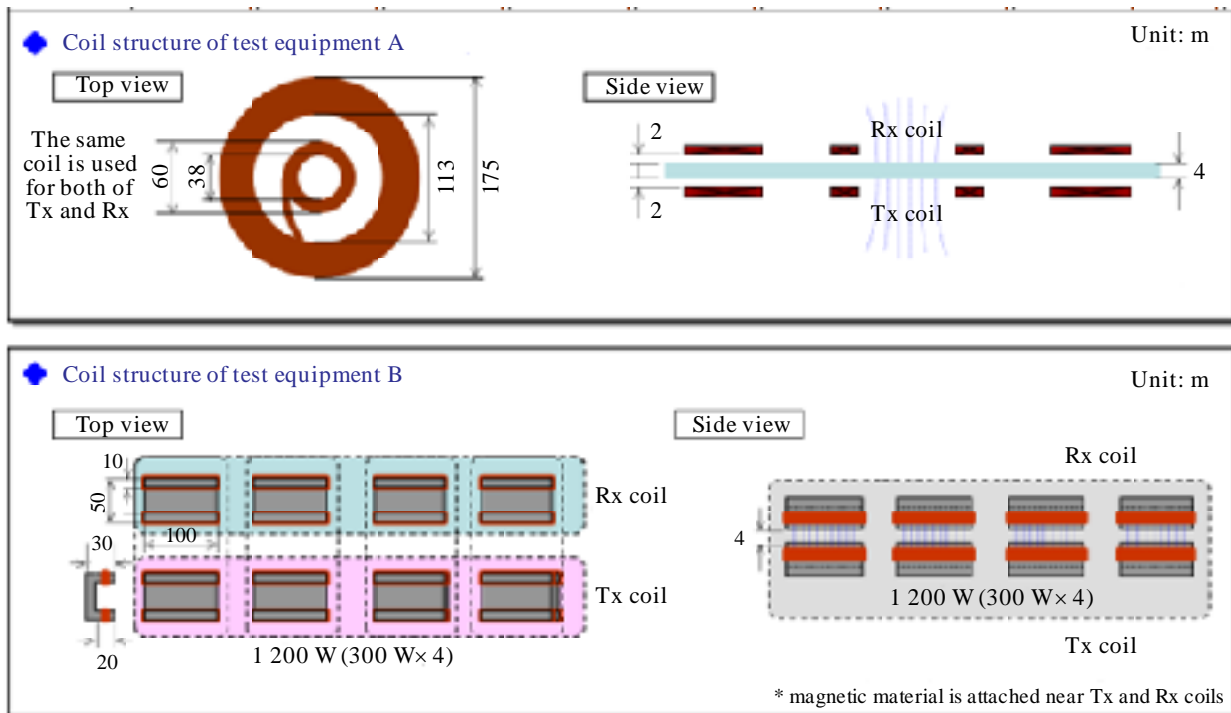 Coil structure of test equipment A
Unit: m
Top view
Side view
The same
coil is used
for both of
Tx and Rx
60
38
113
175
2
2
Rx coil
Tx coil
4
Coil structure of test equipment B
Unit: m
Top view
Side view
10
50
100
30
20
Rx coil
Tx coil
1 200 W (300 W× 4)
Rx coil
4
1 200 W (300 W× 4)
Tx coil
* magnetic material is attached near Tx and Rx coils